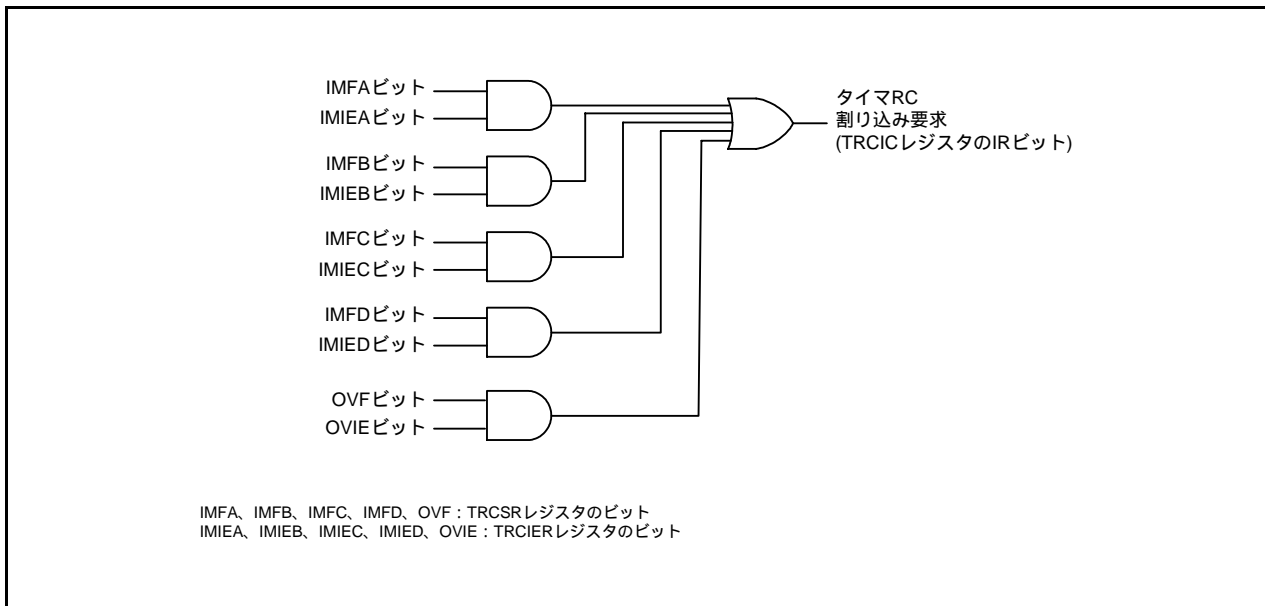 IMFAビット
IMIEAビット
IMFBビット
IMIEBビット
IMFCビット
IMIECビット
IMFDビット
IMIEDビット
OVFビット
OVIEビット
タイマRC
割り込み要求
(TRCICレジスタのIRビット)
IMFA、IMFB、IMFC、IMFD、OVF：TRCSRレジスタのビット
IMIEA、IMIEB、IMIEC、IMIED、OVIE：TRCIERレジスタのビット